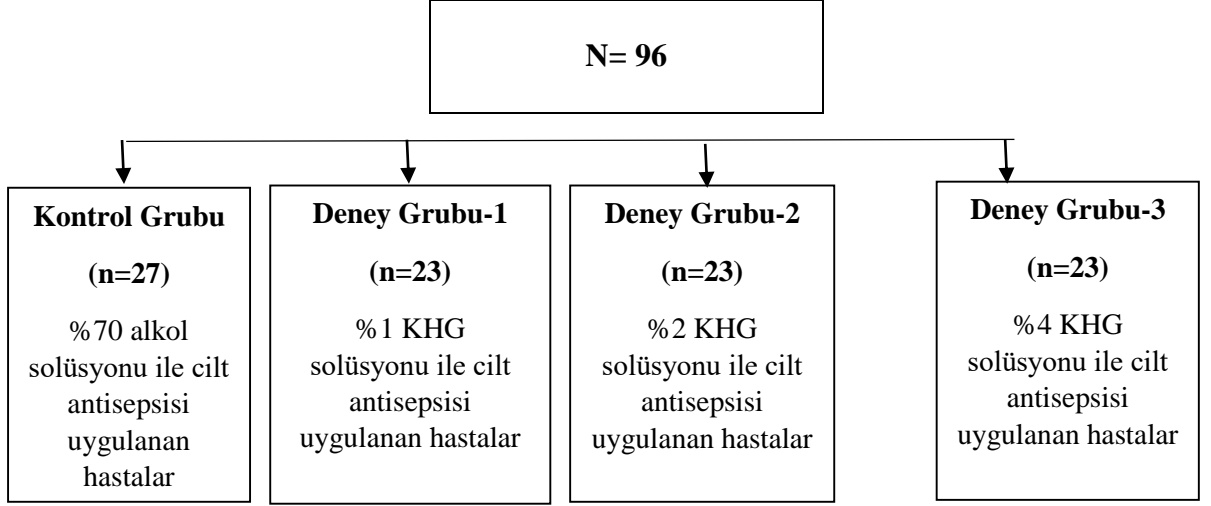 N= 96
Kontrol Grubu
(n=27)
%70 alkol
solüsyonu ile cilt
antisepsisi
uygulanan
hastalar
Deney Grubu-1
(n=23)
%1 KHG
solüsyonu ile cilt
antisepsisi
uygulanan hastalar
Deney Grubu-2
(n=23)
%2 KHG
solüsyonu ile cilt
antisepsisi
uygulanan hastalar
Deney Grubu-3
(n=23)
%4 KHG
solüsyonu ile cilt
antisepsisi
uygulanan hastalar